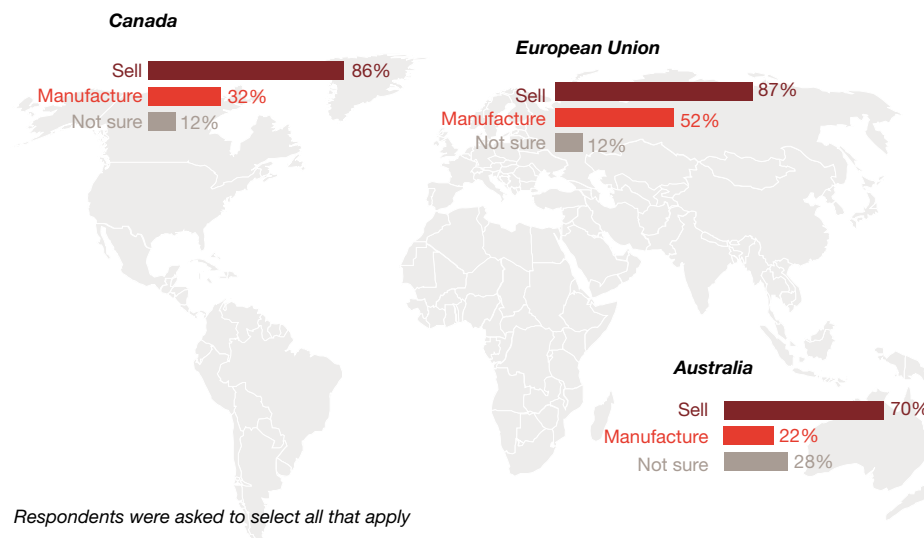 Canada
Sell 86%
Manufacture 32%
Not sure 12%
European Union
Sell 87%
Manufacture 52%
Not sure 12%
Australia
Sell 70%
Manufacture 22%
Not sure 28%
Respondents were asked to select all that apply